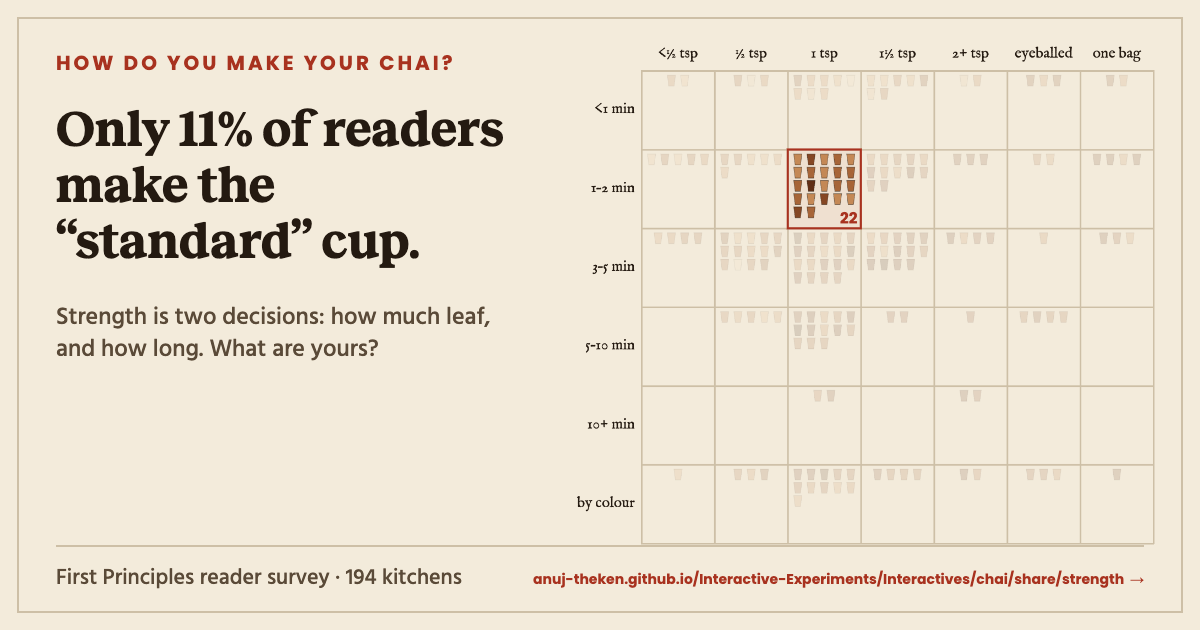 HOW DO YOU MAKE YOUR CHAI?
Only 11% of readers
make the
“standard” cup.
Strength is two decisions: how much leaf,
and how long. What are yours?
<½ tsp ½ tsp 1 tsp 1½ tsp 2+ tsp eyeballed one bag
<1 min
1–2 min
22
3–5 min
5–10 min
10+ min
by colour
First Principles reader survey · 194 kitchens
anuj-theken.github.io/Interactive-Experiments/Interactives/chai/share/strength →